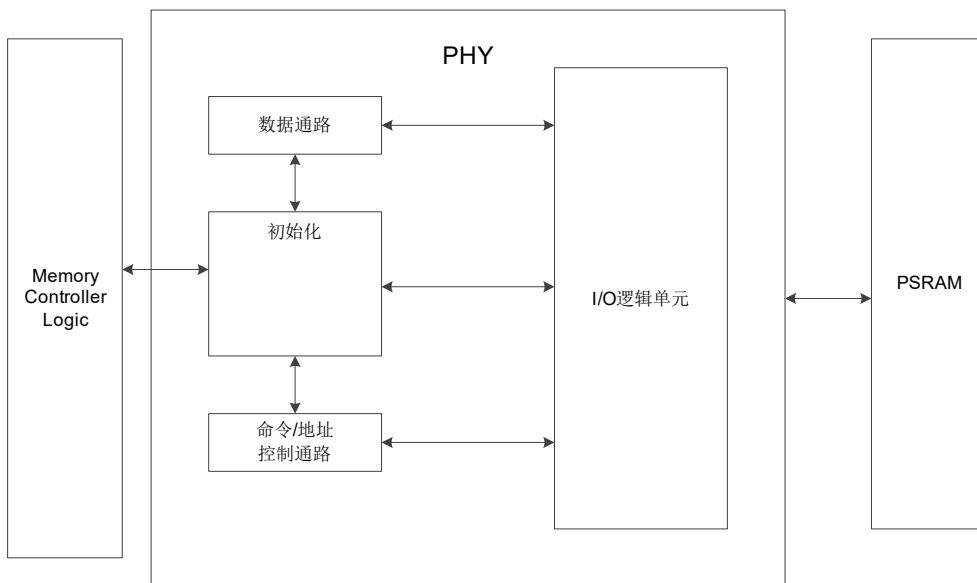 PHY
数据通路
初始化
Memory
Controller
Logic
I/O逻辑单元
PSRAM
命令/地址
控制通路